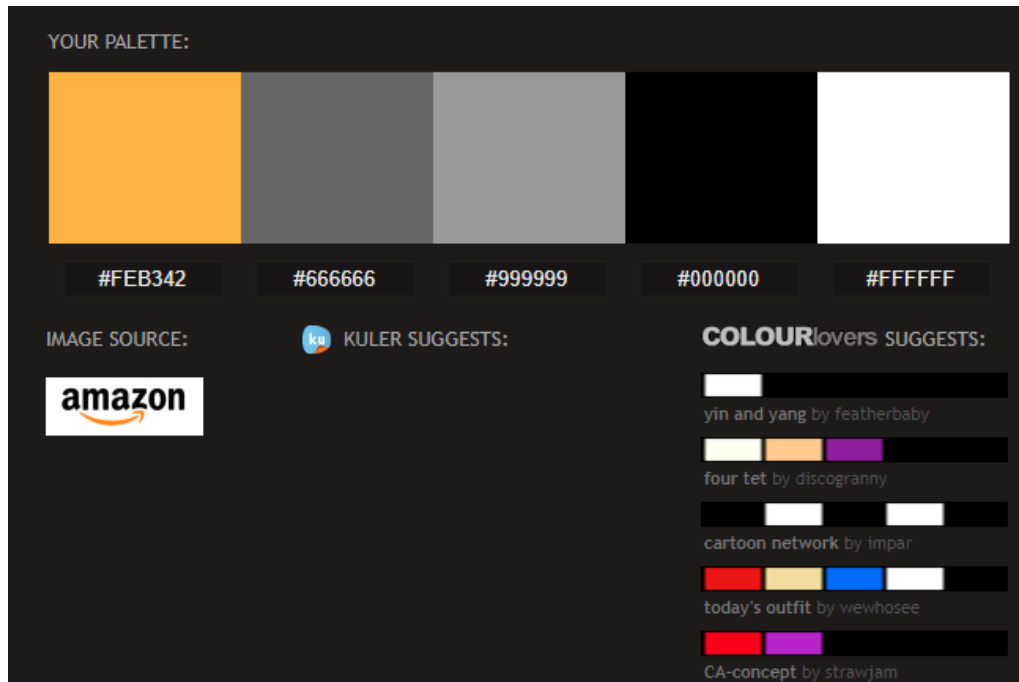 YOUR PALETTE:
#FEB342 #666666 #999999 #000000 #FFFFFF
IMAGE SOURCE:
amazon
ku KULER SUGGESTS:
COLOURlovers SUGGESTS:
yin and yang by featherbaby
four tet by discogranny
cartoon network by impar
today's outfit by wewhosee
CA-concept by strawjam